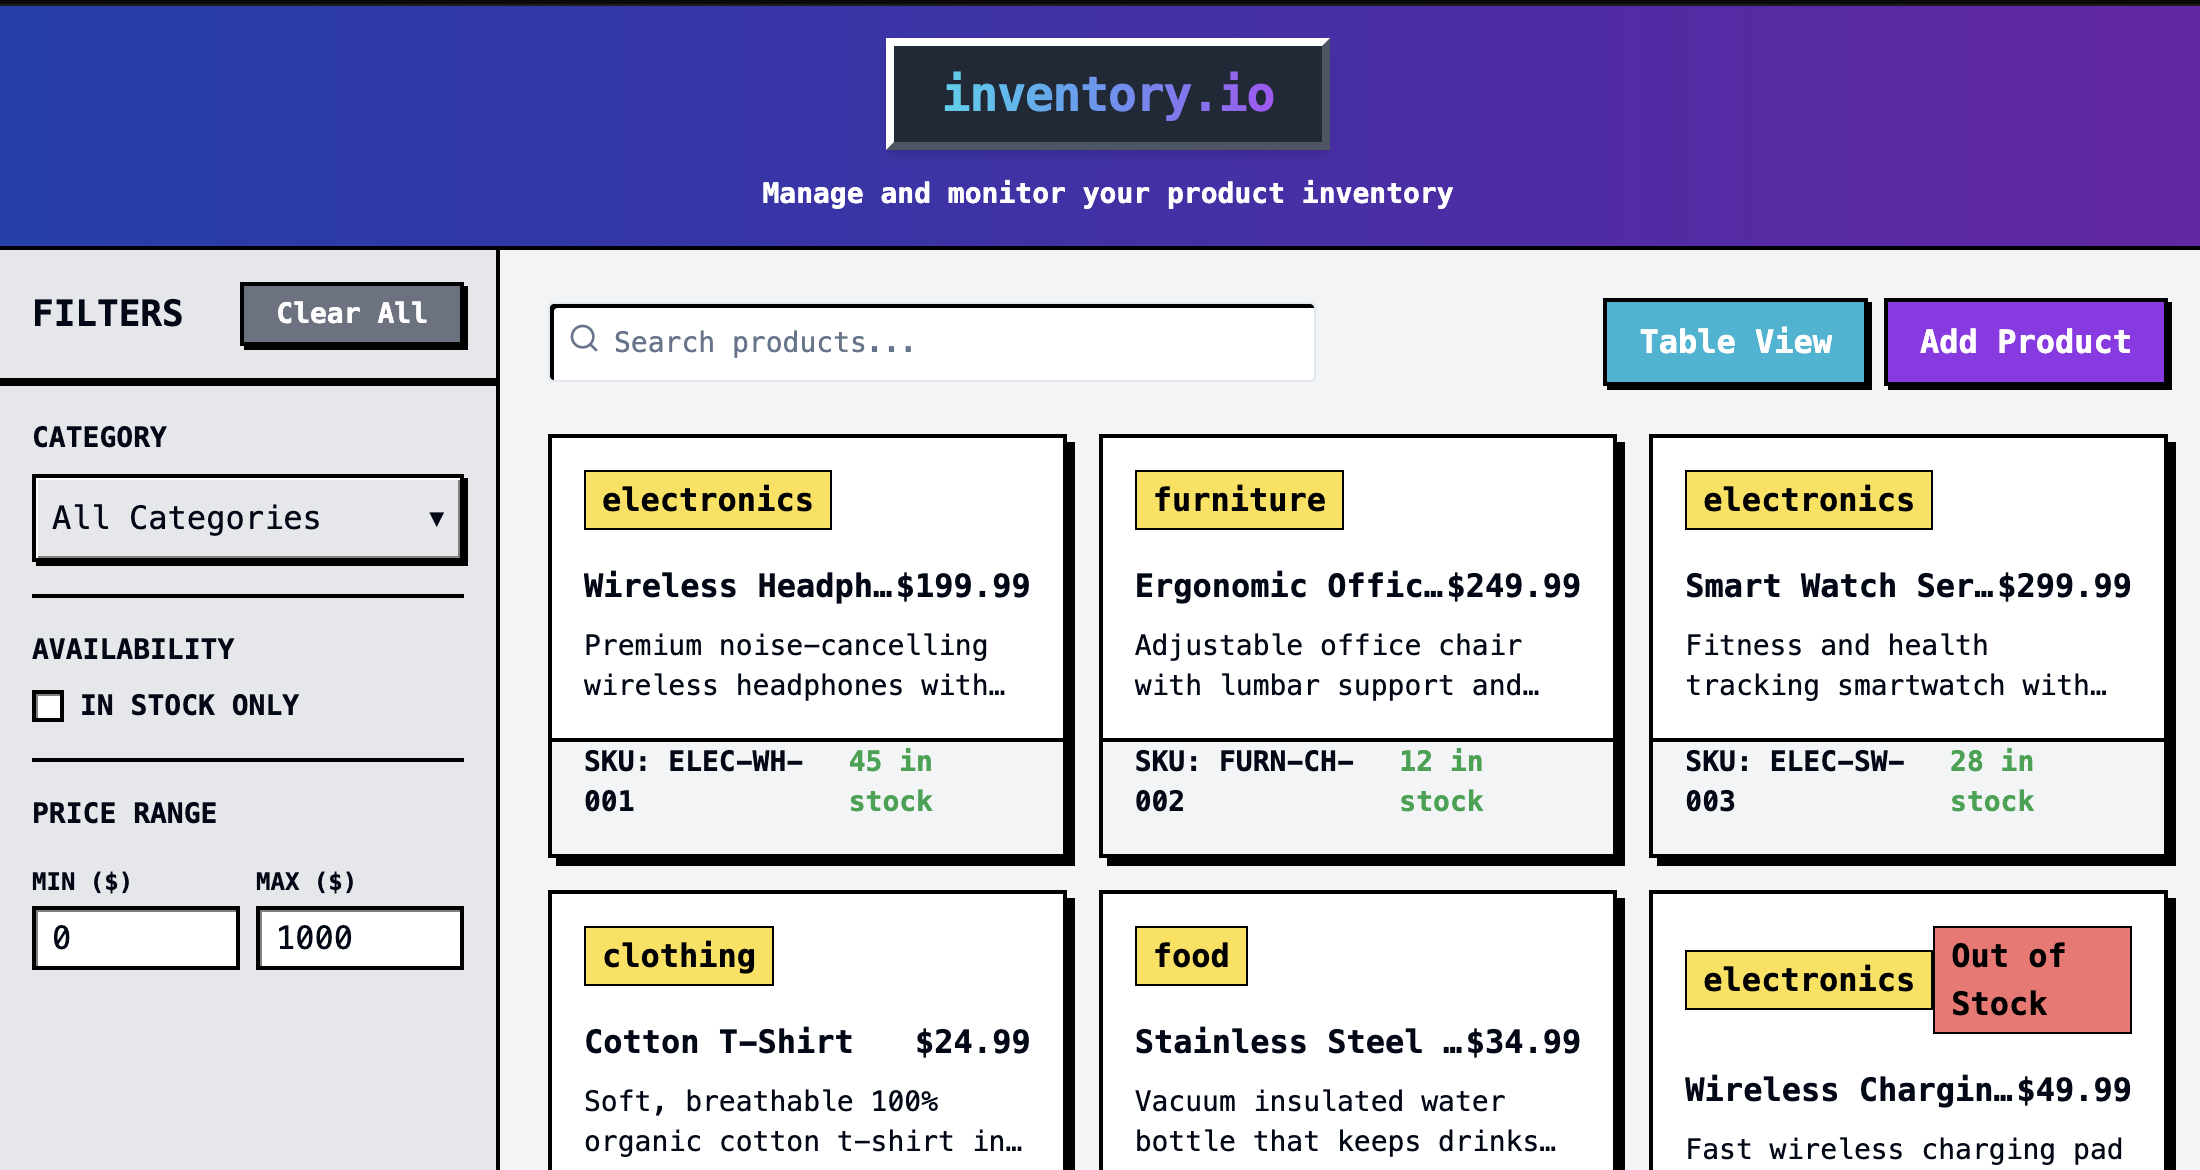 inventory.io
Manage and monitor your product inventory
FILTERS
Clear All
CATEGORY
All Categories
AVAILABILITY
IN STOCK ONLY
PRICE RANGE
MIN ($)
MAX ($)
0
1000
Search products...
Table View
Add Product
electronics
Wireless Headph…$199.99
Premium noise-cancelling
wireless headphones with…
SKU: ELEC-WH-
001
45 in
stock
furniture
Ergonomic Offic…$249.99
Adjustable office chair
with lumbar support and…
SKU: FURN-CH-
002
12 in
stock
electronics
Smart Watch Ser…$299.99
Fitness and health
tracking smartwatch with…
SKU: ELEC-SW-
003
28 in
stock
clothing
Cotton T-Shirt $24.99
Soft, breathable 100%
organic cotton t-shirt in…
food
Stainless Steel …$34.99
Vacuum insulated water
bottle that keeps drinks…
electronics
Out of
Stock
Wireless Chargin…$49.99
Fast wireless charging pad